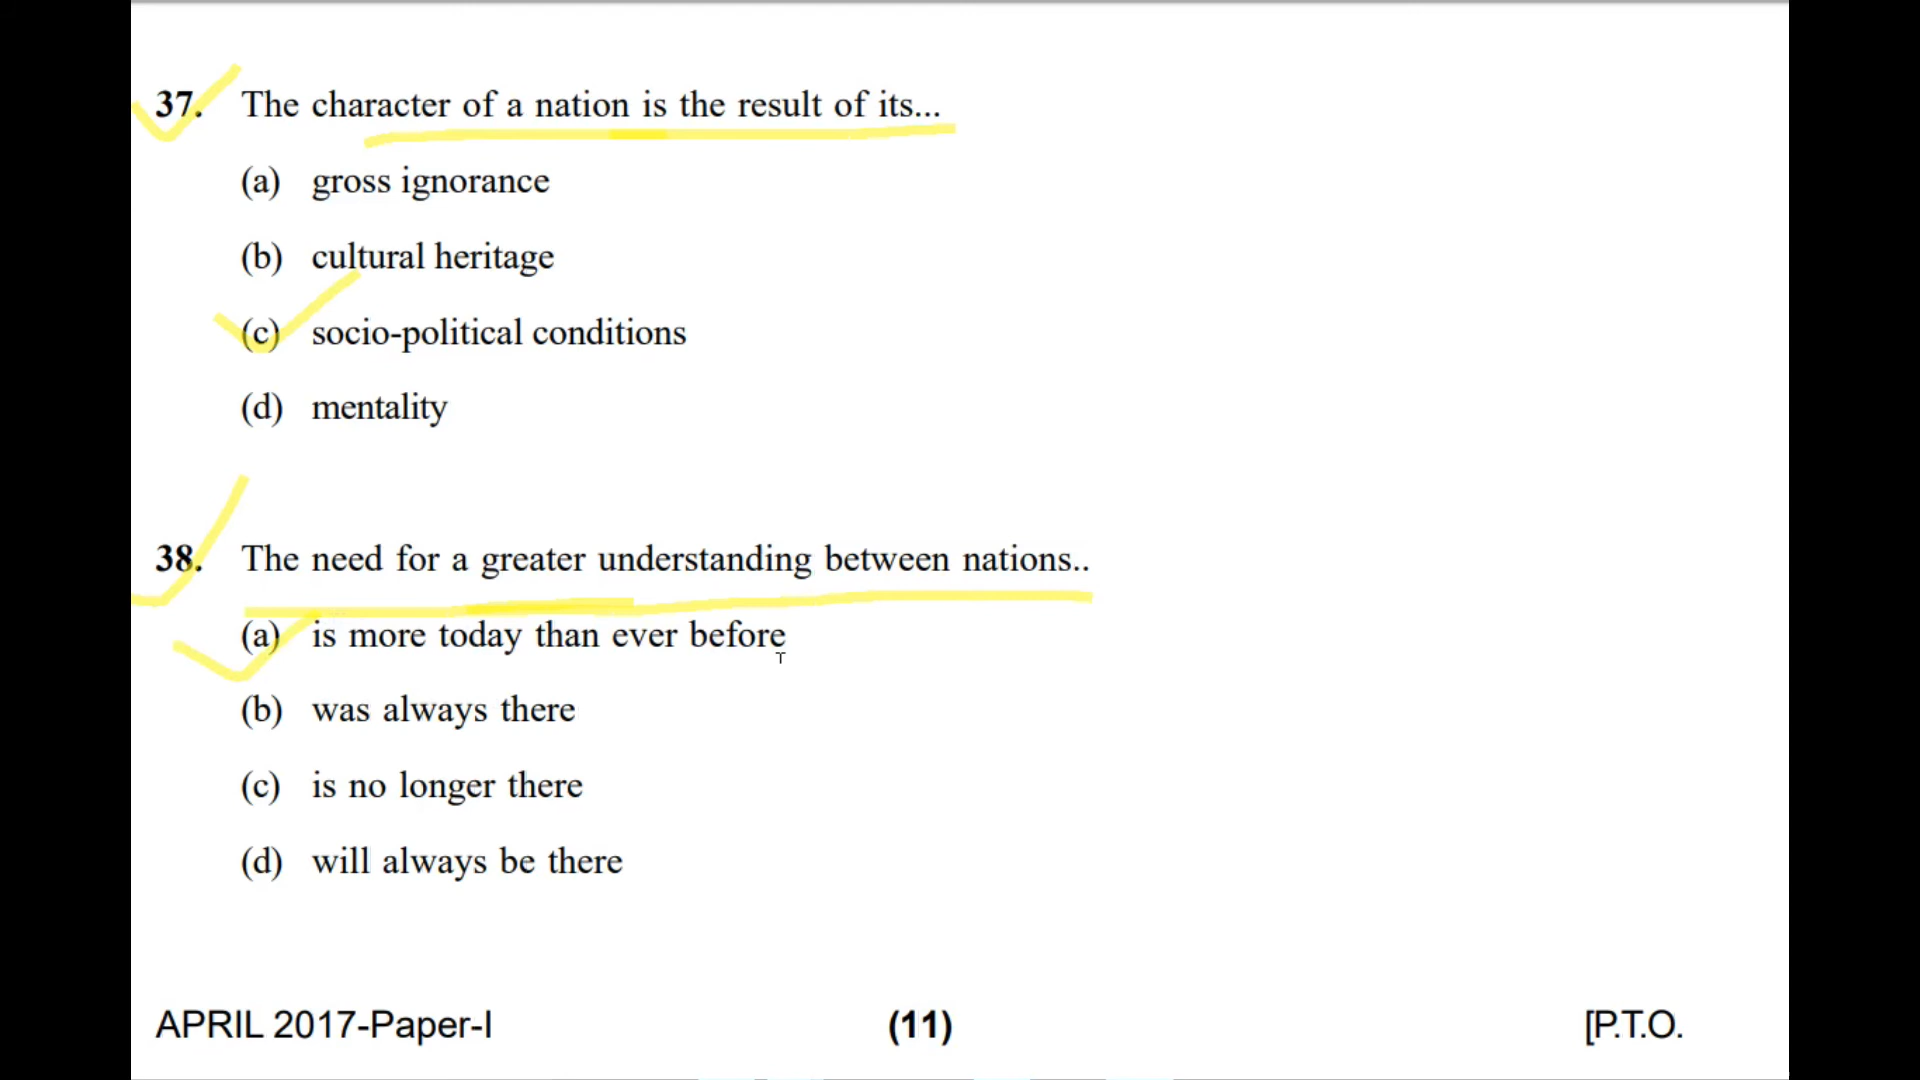 37. The character of a nation is the result of its...
(a) gross ignorance
(b) cultural heritage
(c) socio-political conditions
(d) mentality
38. The need for a greater understanding between nations..
(a) is more today than ever before
(b) was always there
(c) is no longer there
(d) will always be there
APRIL 2017-Paper-I (11) [P.T.O.